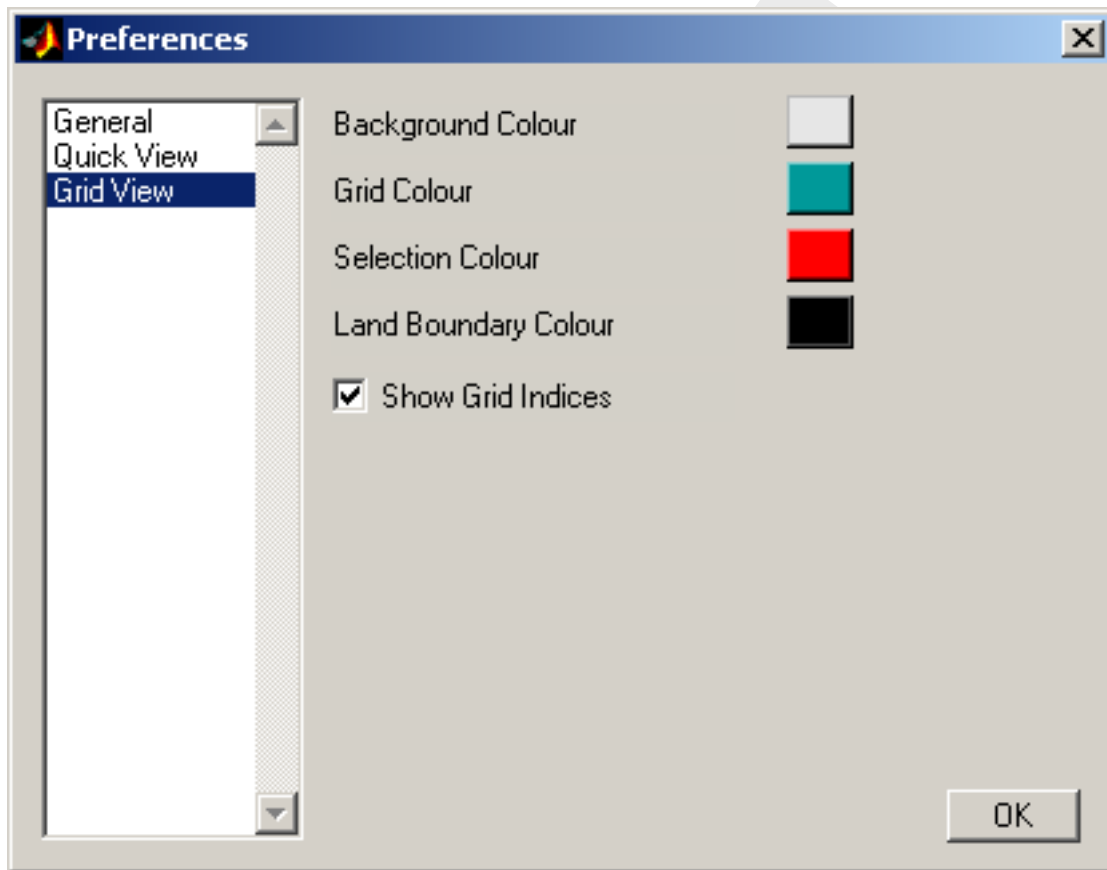 Preferences
General
Quick View
Grid View
Background Colour
Grid Colour
Selection Colour
Land Boundary Colour
Show Grid Indices
OK